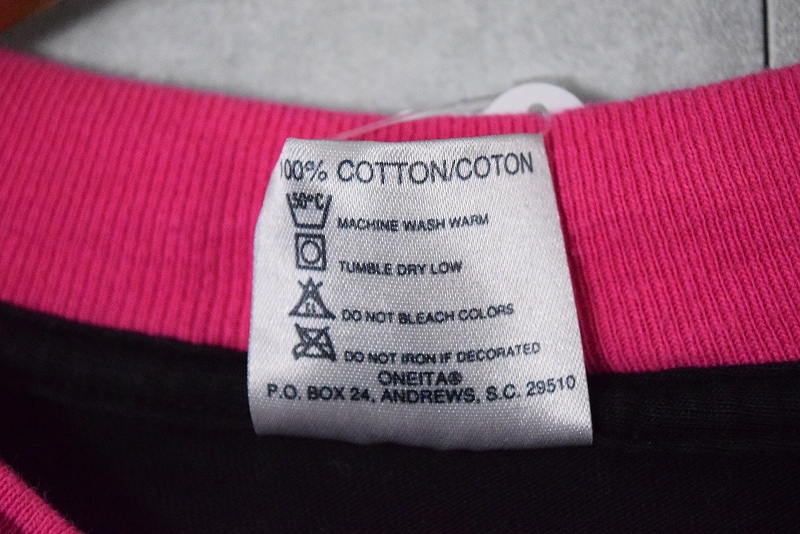 100% COTTON/COTON
50°C
MACHINE WASH WARM
TUMBLE DRY LOW
DO NOT BLEACH COLORS
DO NOT IRON IF DECORATED
ONEITA®
P.O. BOX 24, ANDREWS, S.C. 29510